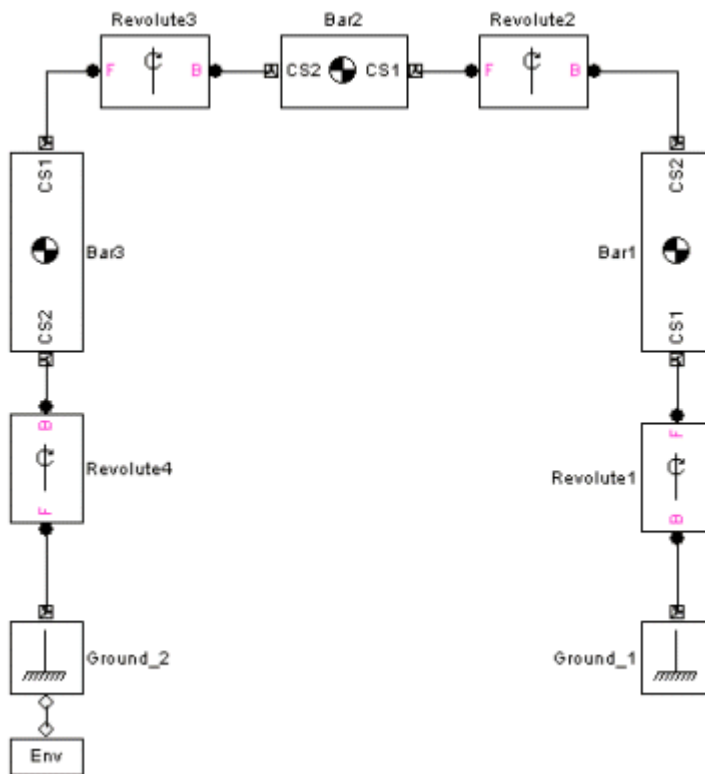 Revolute3
Bar2
Revolute2
F
B
CS2
CS1
F
B
CS1
CS2
Bar3
Bar1
CS2
CS1
B
F
Revolute4
Revolute1
F
B
Ground_2
Ground_1
Env